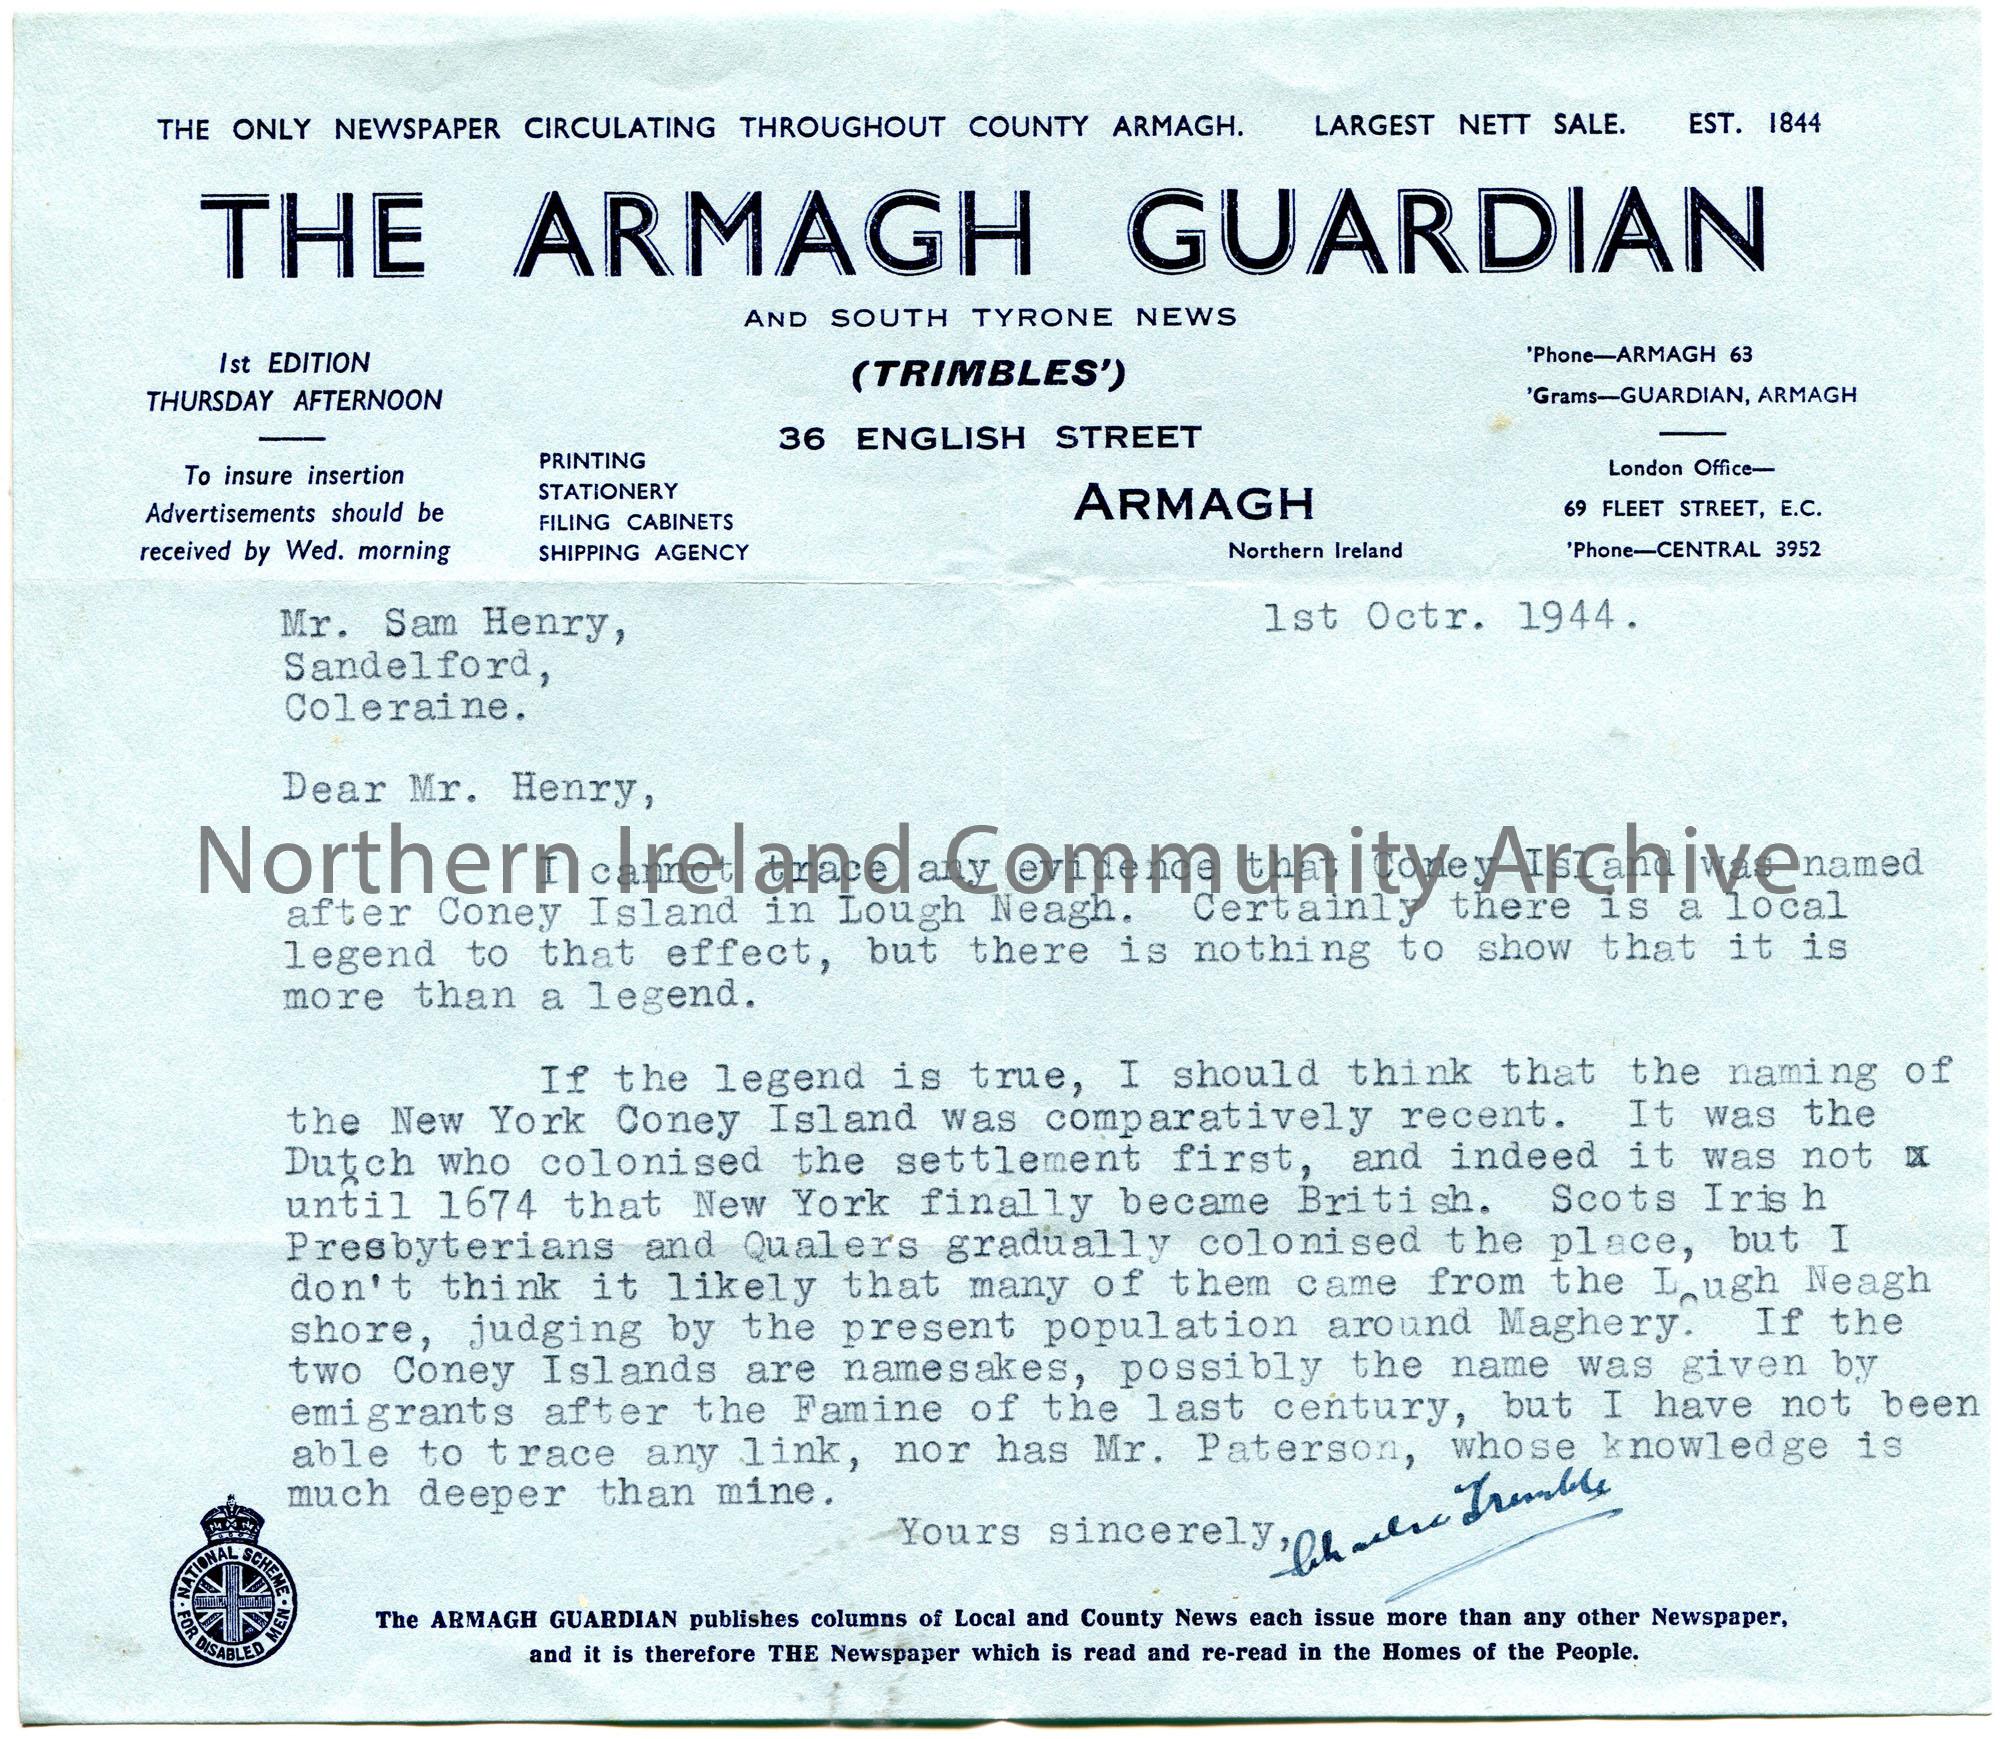 THE ONLY NEWSPAPER CIRCULATING THROUGHOUT COUNTY ARMAGH. LARGEST NETT SALE. EST. 1844
THE ARMAGH GUARDIAN
AND SOUTH TYRONE NEWS
(TRIMBLES')
36 ENGLISH STREET
ARMAGH
Northern Ireland
1st EDITION
THURSDAY AFTERNOON
To insure insertion
Advertisements should be
received by Wed. morning
PRINTING
STATIONERY
FILING CABINETS
SHIPPING AGENCY
'Phone—ARMAGH 63
'Grams—GUARDIAN, ARMAGH
London Office—
69 FLEET STREET, E.C.
'Phone—CENTRAL 3952
1st Octr. 1944.
Mr. Sam Henry,
Sandelford,
Coleraine.
Dear Mr. Henry,
Northern Ireland Community Archive
I cannot trace any evidence that Coney Island was named
after Coney Island in Lough Neagh. Certainly there is a local
legend to that effect, but there is nothing to show that it is
more than a legend.
If the legend is true, I should think that the naming of
the New York Coney Island was comparatively recent. It was the
Dutch who colonised the settlement first, and indeed it was not x
until 1674 that New York finally became British. Scots Irish
Presbyterians and Qualers gradually colonised the place, but I
don't think it likely that many of them came from the Lough Neagh
shore, judging by the present population around Maghery. If the
two Coney Islands are namesakes, possibly the name was given by
emigrants after the Famine of the last century, but I have not been
able to trace any link, nor has Mr. Paterson, whose knowledge is
much deeper than mine.
Yours sincerely,
Charles Trimble
NATIONAL SCHEME
FOR DISABLED MEN
The ARMAGH GUARDIAN publishes columns of Local and County News each issue more than any other Newspaper,
and it is therefore THE Newspaper which is read and re-read in the Homes of the People.